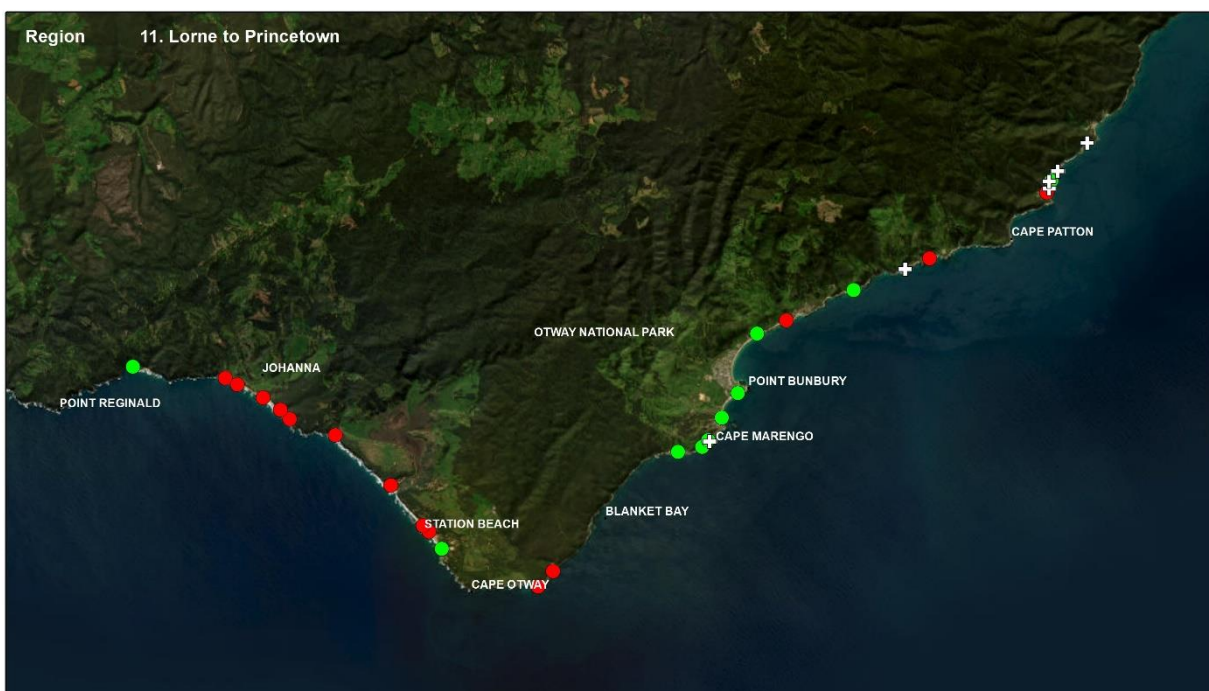 Region 11. Lorne to Princetown
CAPE PATTON
OTWAY NATIONAL PARK
JOHANNA
POINT BUNBURY
POINT REGINALD
CAPE MARENGO
BLANKET BAY
STATION BEACH
CAPE OTWAY